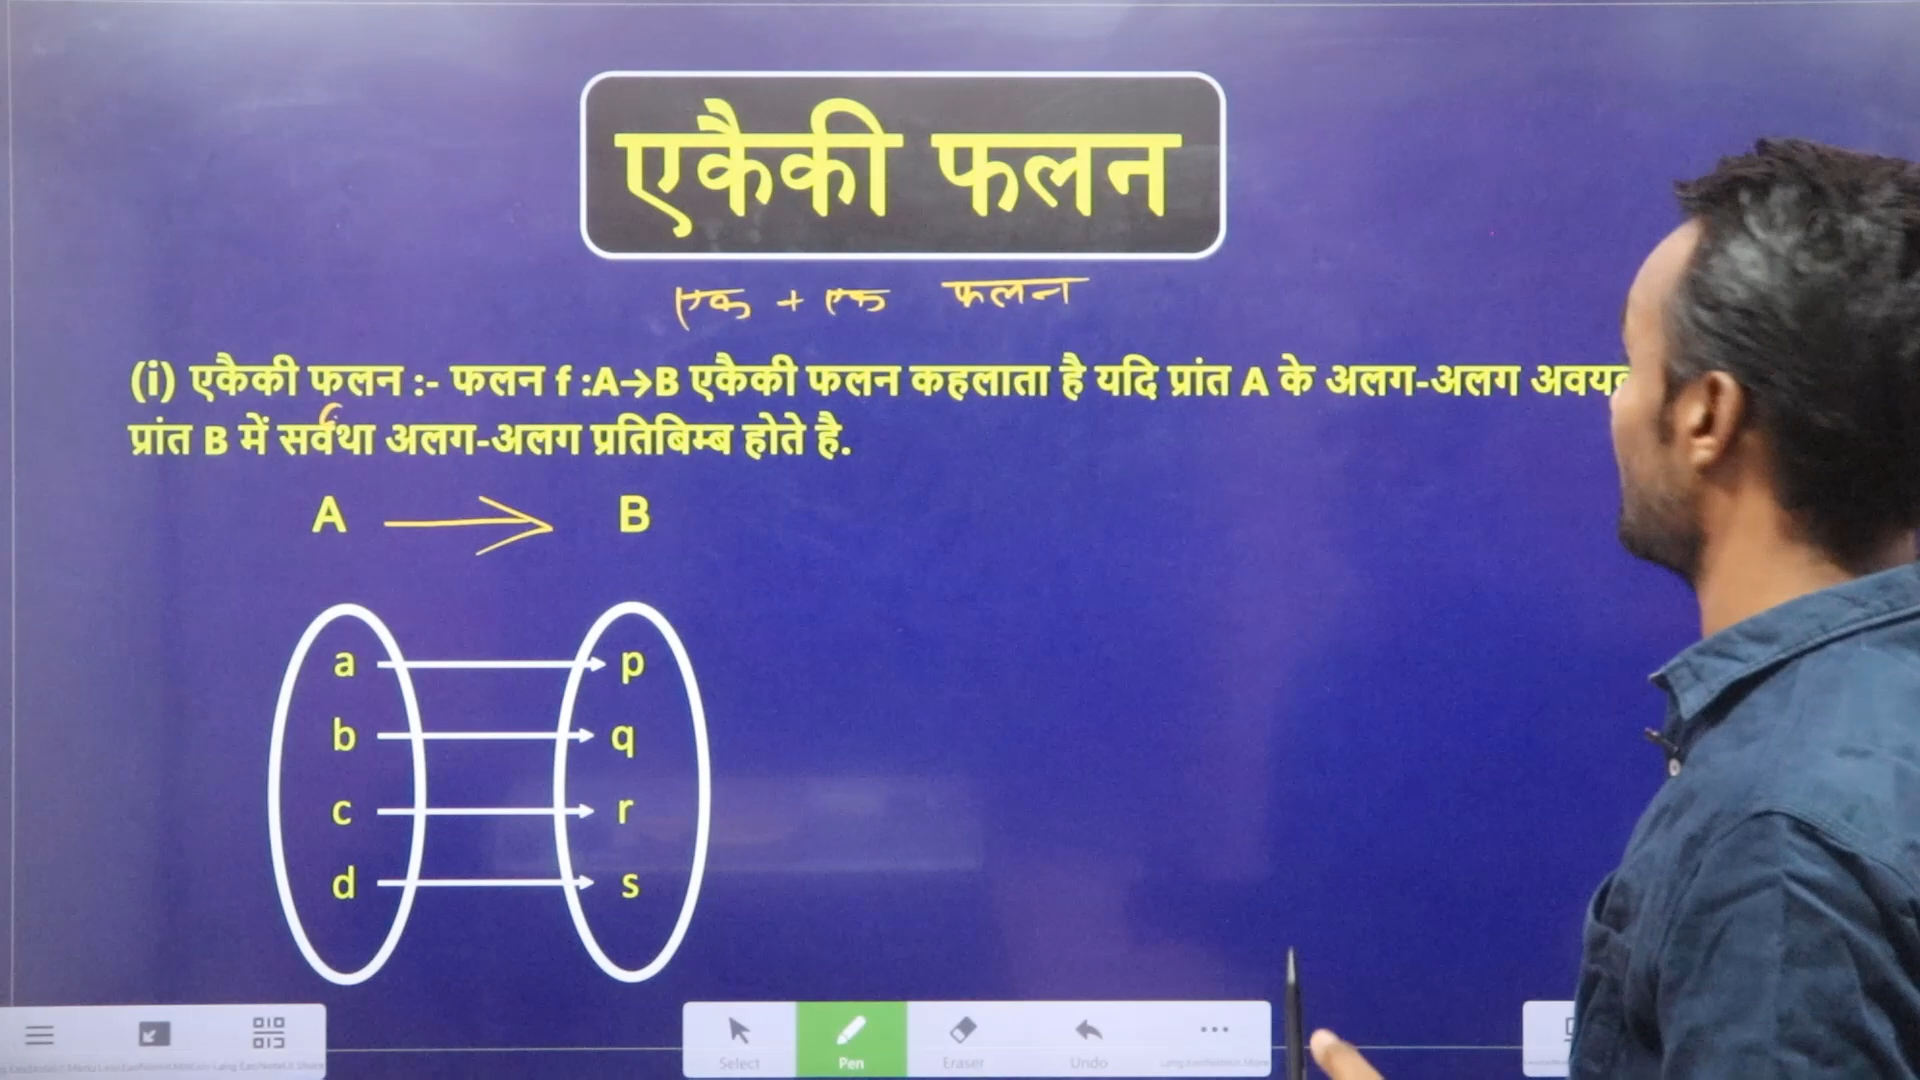 एकैकी फलन
एक + एक फलन
(i) एकैकी फलन :- फलन f :A→B एकैकी फलन कहलाता है यदि प्रांत A के अलग-अलग
प्रांत B में सर्वथा अलग-अलग प्रतिबिम्ब होते है.
A → B
a p
b q
c r
d s
Select Pen Eraser Undo